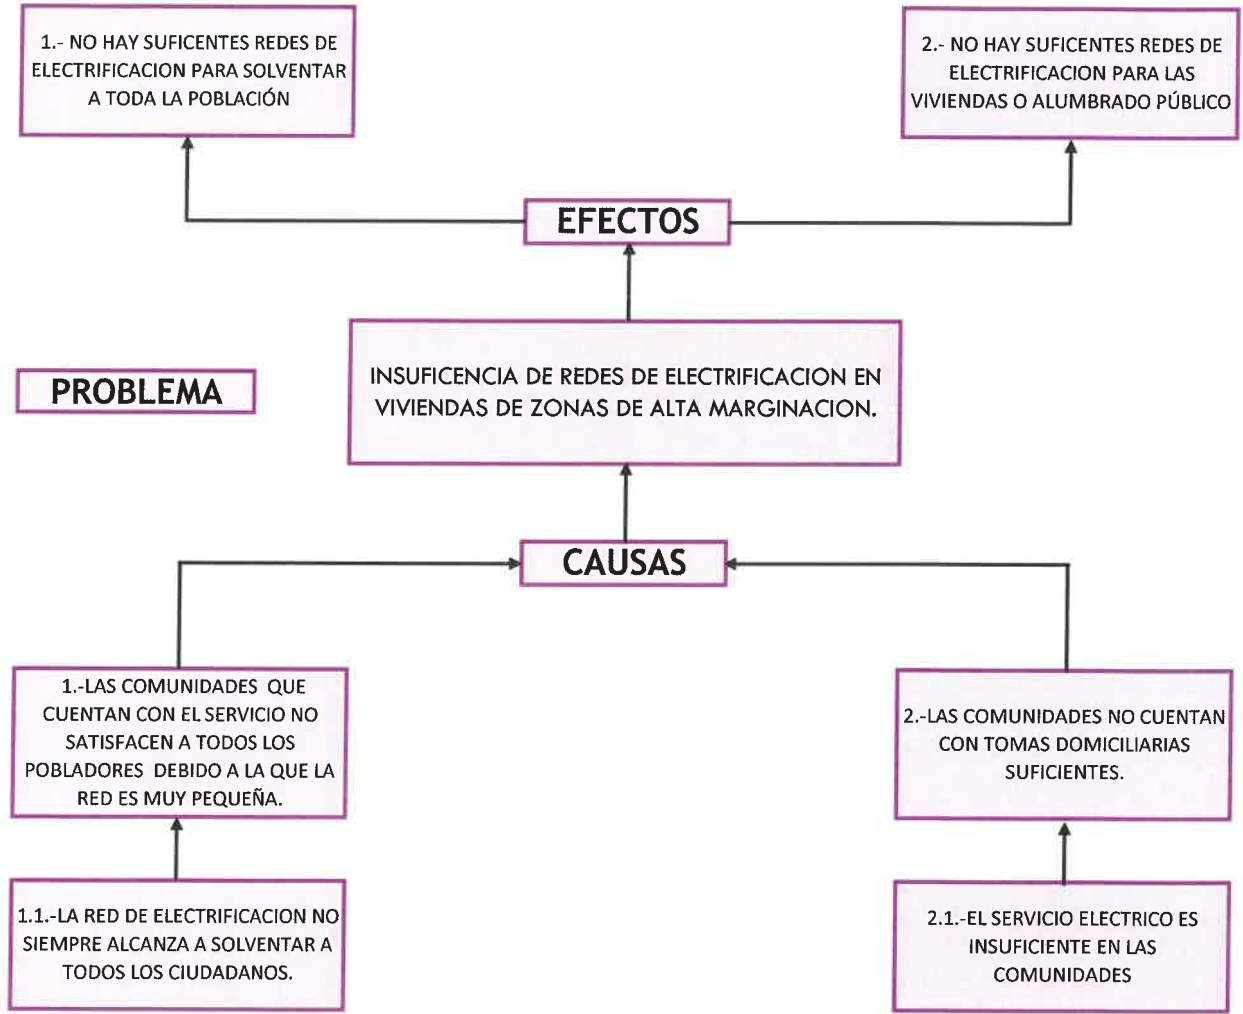 1.- NO HAY SUFICENTES REDES DE
ELECTRIFICACION PARA SOLVENTAR
A TODA LA POBLACIÓN
2.- NO HAY SUFICENTES REDES DE
ELECTRIFICACION PARA LAS
VIVIENDAS O ALUMBRADO PÚBLICO
EFECTOS
PROBLEMA
INSUFICENCIA DE REDES DE ELECTRIFICACION EN
VIVIENDAS DE ZONAS DE ALTA MARGINACION.
CAUSAS
1.-LAS COMUNIDADES QUE
CUENTAN CON EL SERVICIO NO
SATISFACEN A TODOS LOS
POBLADORES DEBIDO A LA QUE LA
RED ES MUY PEQUEÑA.
2.-LAS COMUNIDADES NO CUENTAN
CON TOMAS DOMICILIARIAS
SUFICIENTES.
1.1.-LA RED DE ELECTRIFICACION NO
SIEMPRE ALCANZA A SOLVENTAR A
TODOS LOS CIUDADANOS.
2.1.-EL SERVICIO ELECTRICO ES
INSUFICIENTE EN LAS
COMUNIDADES